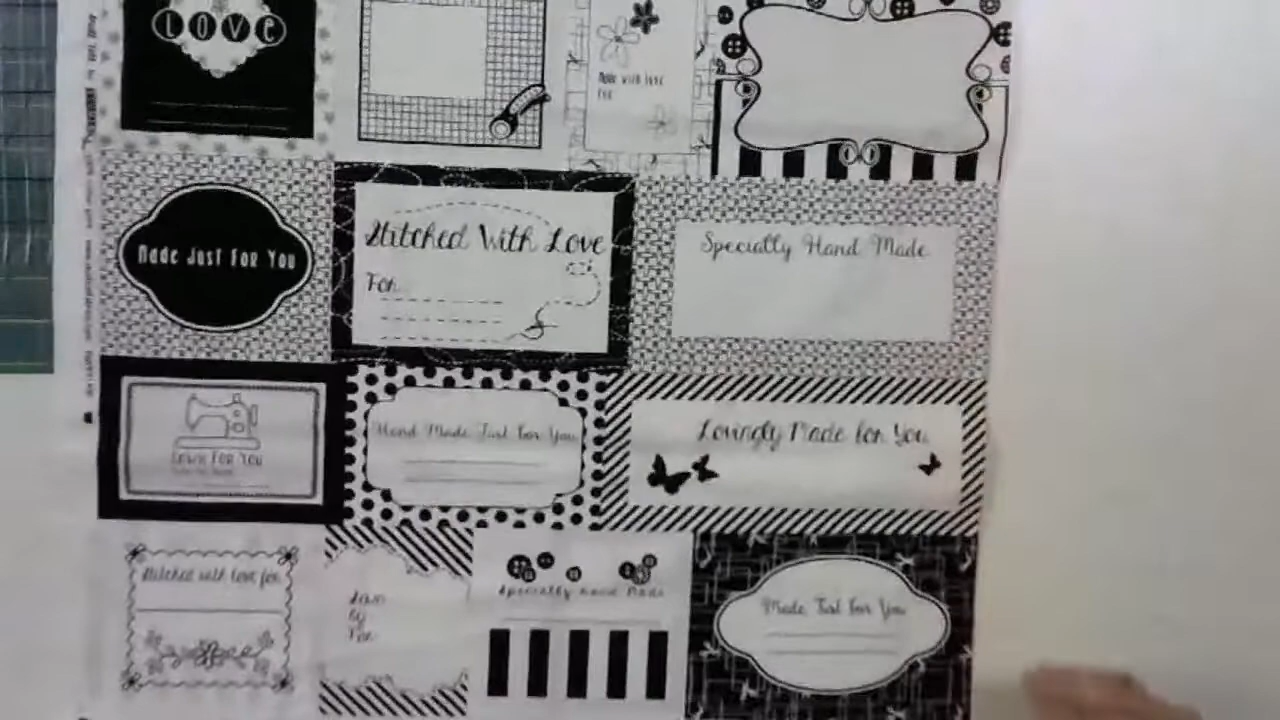 LOVE
Made with love
For
Made Just For You
Stitched With Love
For
Specially Hand Made
Sewn For You
Hand Made Just For You
Lovingly Made For You
Stitched with love for
Sewn
by
For
Specially Hand Made
Made Just For You